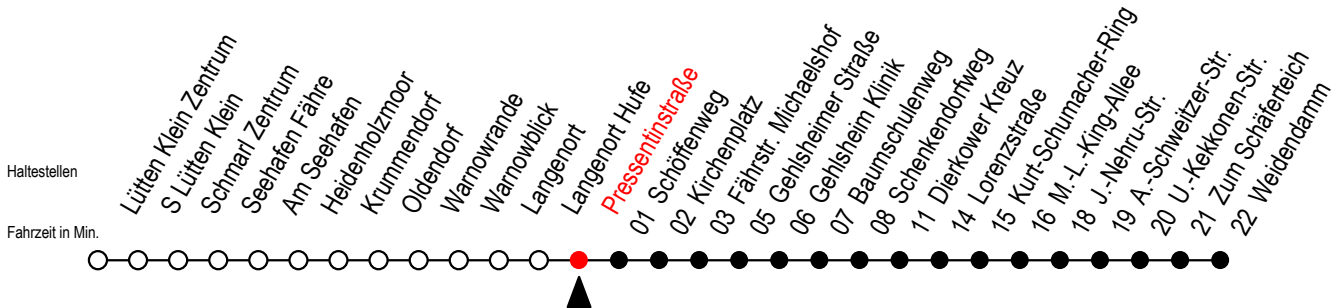 Haltestellen
Fahrzeit in Min.
Lütten Klein Zentrum
S Lütten Klein
Schmarl Zentrum
Seehafen Fähre
Am Seehafen
Heidenholzmoor
Krummendorf
Oldendorf
Warnowrande
Warnowblick
Langenort
Langenort Hufe
Pressentinstraße
01 Schöffenweg
02 Kirchenplatz
03 Fährstr. Michaelshof
05 Gehlsheimer Straße
06 Gehlsheim Klinik
07 Baumschulenweg
08 Schenkendorfweg
11 Dierkower Kreuz
14 Lorenzstraße
15 Kurt-Schumacher-Ring
16 M.-L.-King-Allee
18 J.-Nehru-Str.
19 A.-Schweitzer-Str.
20 U.-Kekkonen-Str.
21 Zum Schäferteich
22 Weidendamm